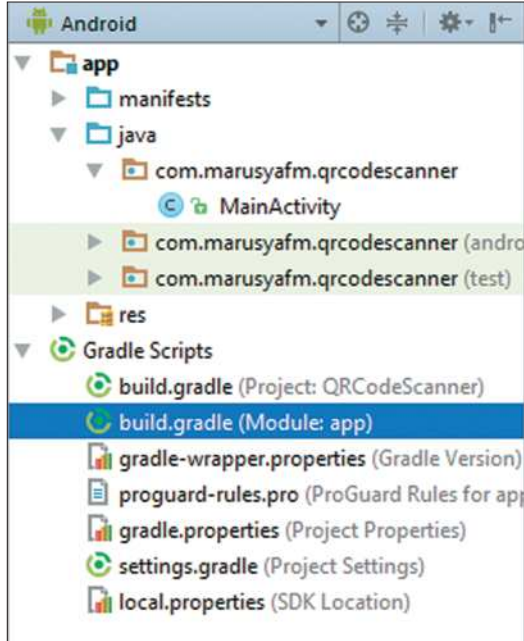 Android
app
manifests
java
com.marusyafm.qrcodescanner
MainActivity
com.marusyafm.qrcodescanner (andro
com.marusyafm.qrcodescanner (test)
res
Gradle Scripts
build.gradle (Project: QRCodeScanner)
build.gradle (Module: app)
gradle-wrapper.properties (Gradle Version)
proguard-rules.pro (ProGuard Rules for app
gradle.properties (Project Properties)
settings.gradle (Project Settings)
local.properties (SDK Location)